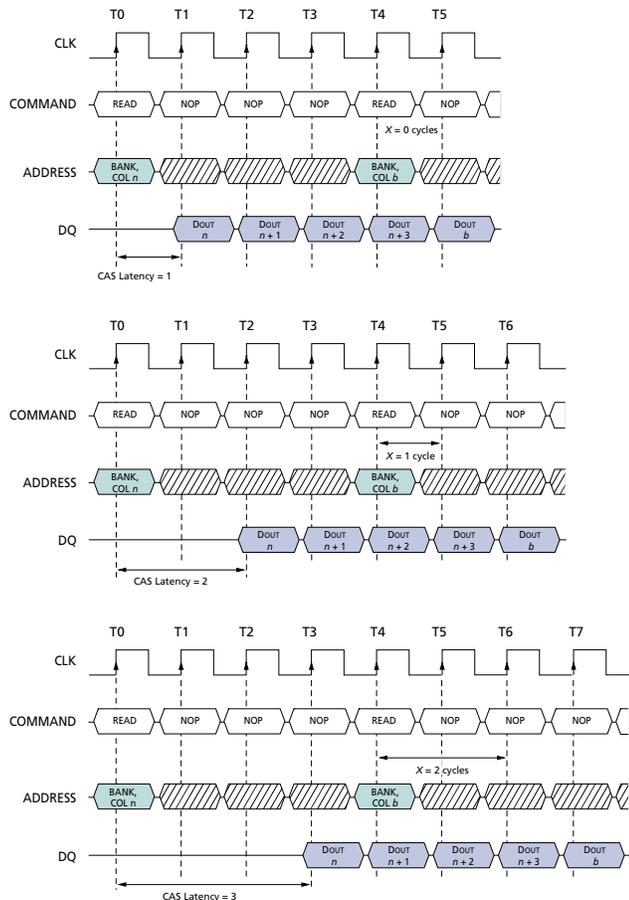 T0 T1 T2 T3 T4 T5
CLK
COMMAND READ NOP NOP NOP READ NOP
X = 0 cycles
ADDRESS BANK, COL n BANK, COL b
DQ DOUT n DOUT n + 1 DOUT n + 2 DOUT n + 3 DOUT b
CAS Latency = 1
T0 T1 T2 T3 T4 T5 T6
CLK
COMMAND READ NOP NOP NOP READ NOP NOP
X = 1 cycle
ADDRESS BANK, COL n BANK, COL b
DQ DOUT n DOUT n + 1 DOUT n + 2 DOUT n + 3 DOUT b
CAS Latency = 2
T0 T1 T2 T3 T4 T5 T6 T7
CLK
COMMAND READ NOP NOP NOP READ NOP NOP NOP
X = 2 cycles
ADDRESS BANK, COL n BANK, COL b
DQ DOUT n DOUT n + 1 DOUT n + 2 DOUT n + 3 DOUT b
CAS Latency = 3